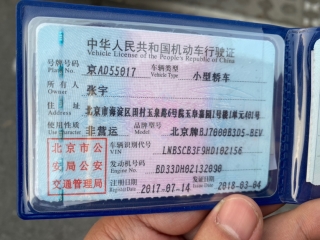 中华人民共和国机动车行驶证
Vehicle License of the People's Republic of China
号牌号码 京AD55017 车辆类型 小型轿车
Plate No. Vehicle Type
所有人 张宇
Owner
住址 北京市海淀区田村玉泉路6号院玉阜嘉园1号楼1单元401号
使用性质 非营运 品牌型号 北京牌BJ7000B3D5-BEV
Use Character Model
北京市公安局公安交通管理局
车辆识别代号 LNBSCB3F9HD102156
VIN
发动机号码 BD33DH02132090
Engine No.
注册日期 2017-07-14 发证日期 2018-03-04
Register Date Issue Date